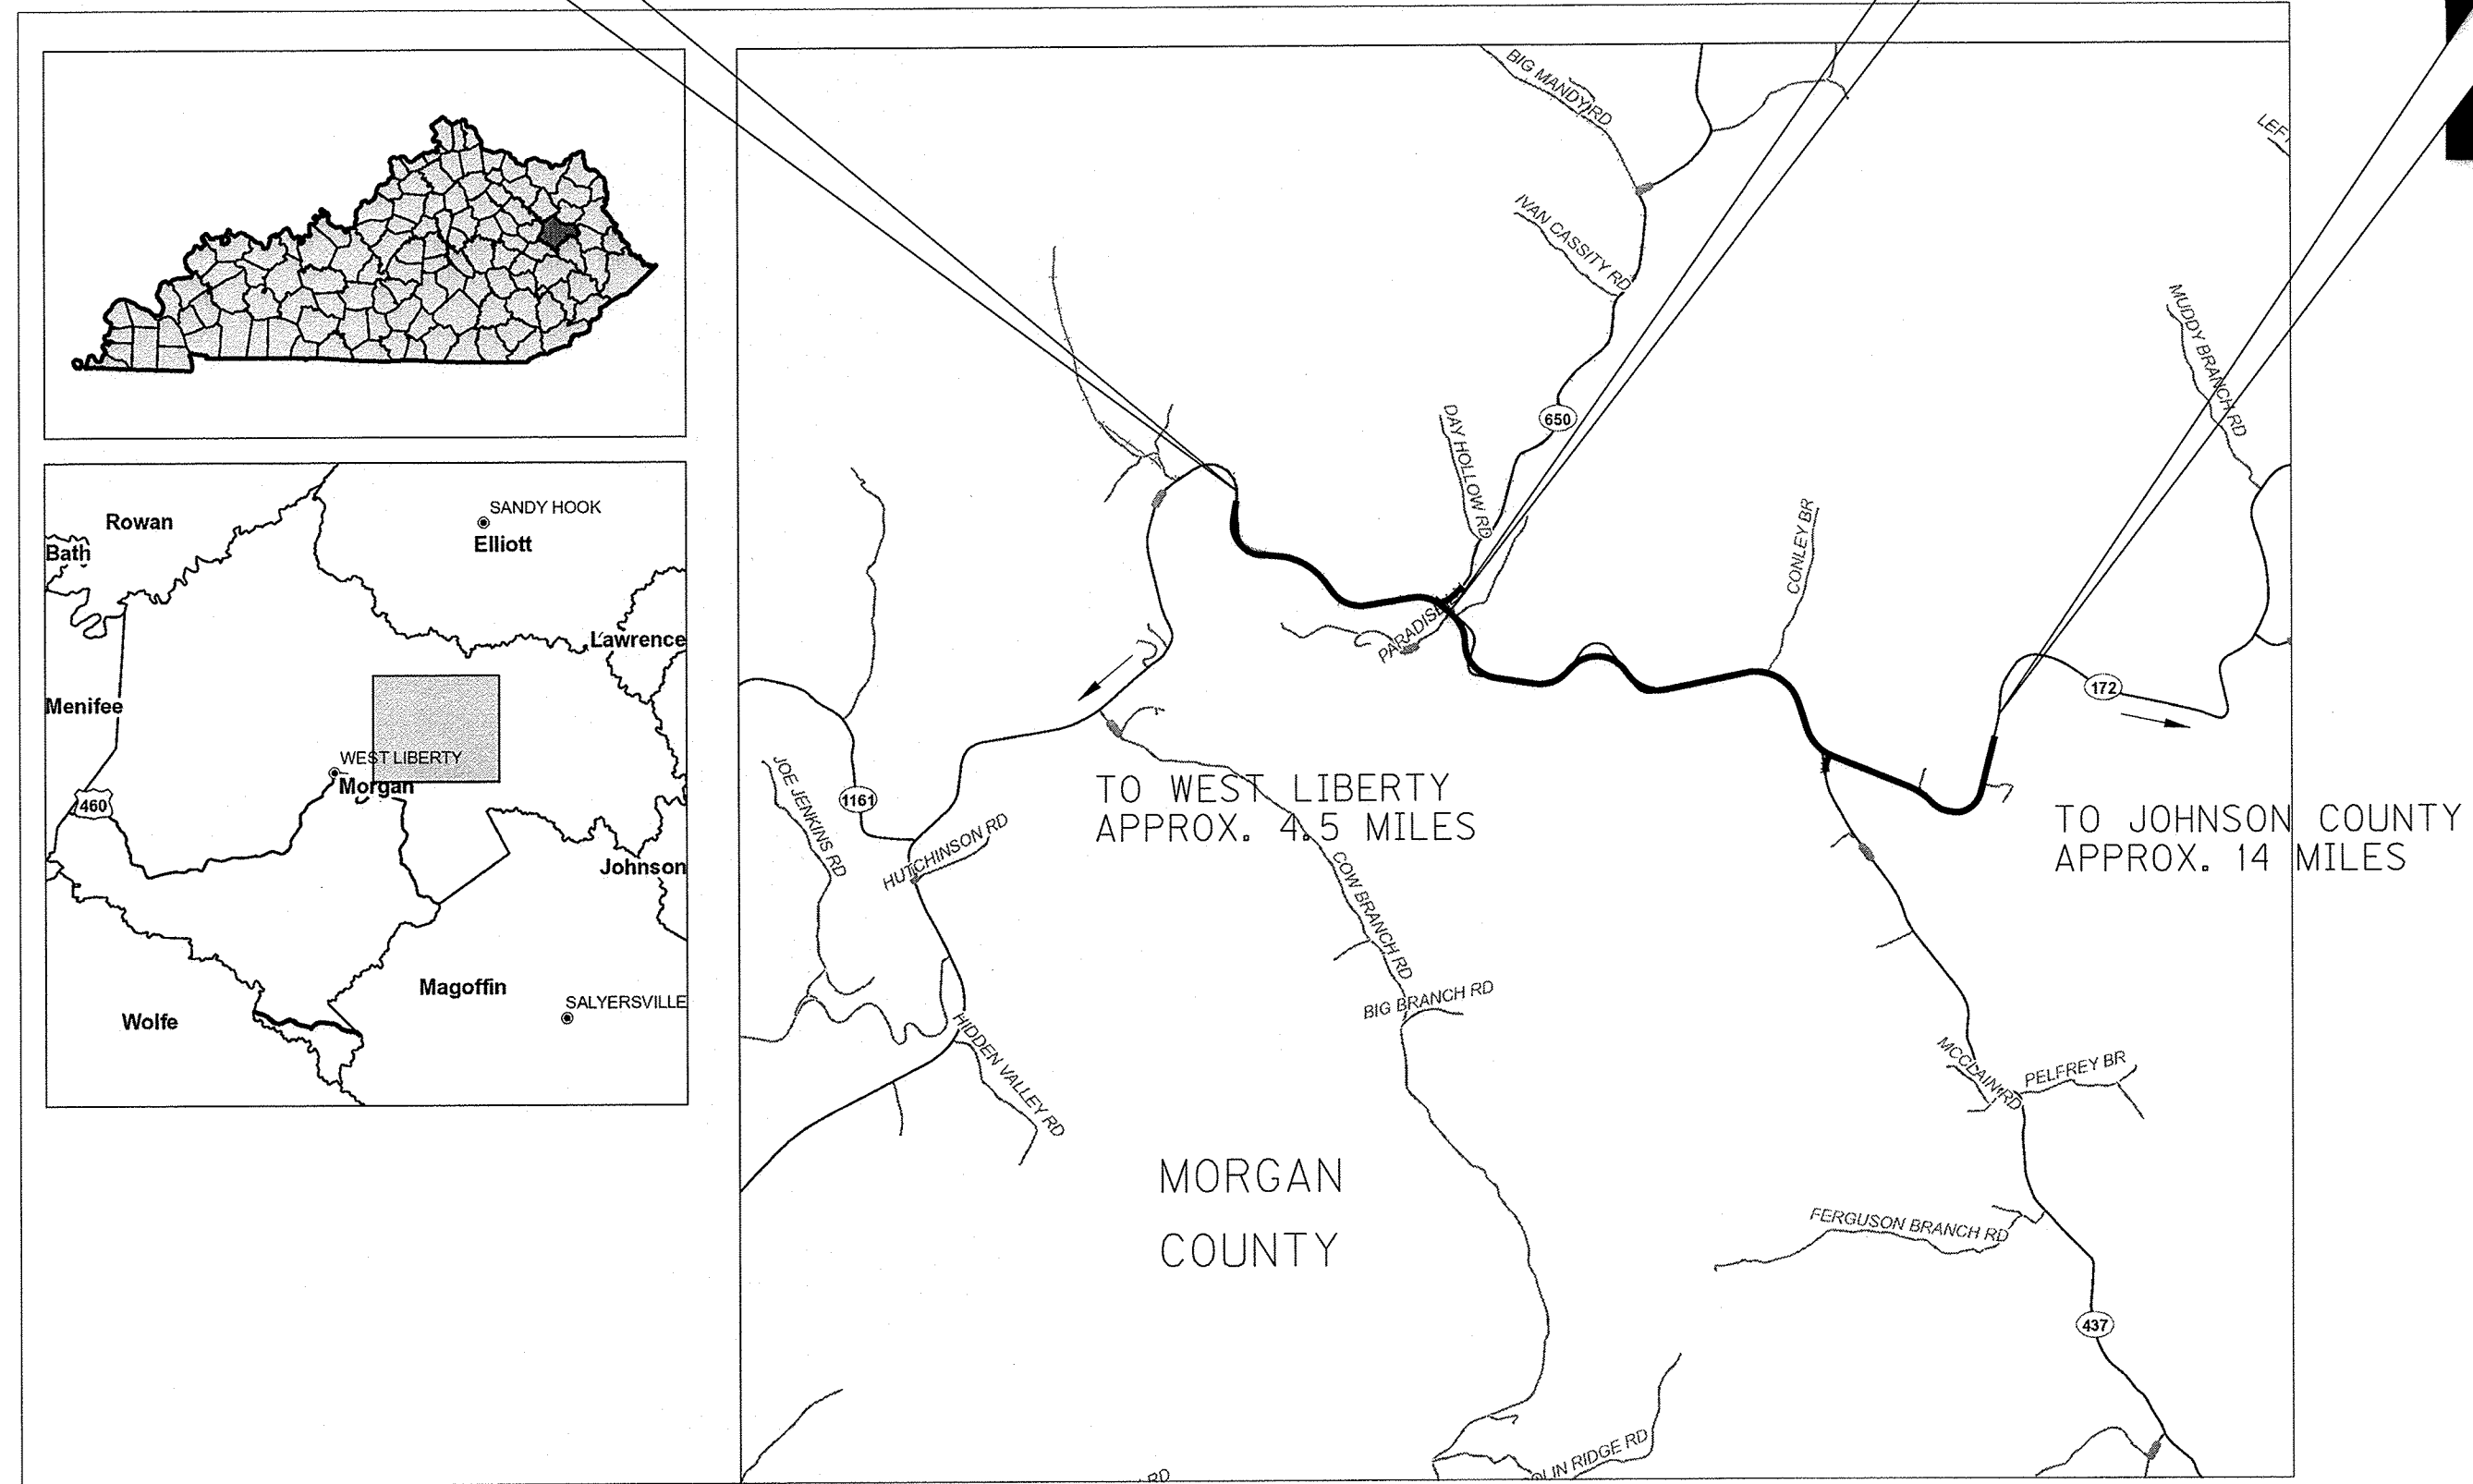 BIG MANDY RD
IVAN CASSITY RD
MUDDY BRANCH RD
650
DAY HOLLOW RD
CONLEY BR
172
1161
JOE JENKINS RD
HUTCHINSON RD
TO WEST LIBERTY
APPROX. 4.5 MILES
TO JOHNSON COUNTY
APPROX. 14 MILES
COW BRANCH RD
BIG BRANCH RD
HIDDEN VALLEY RD
MCCLAIN RD
PELFREY BR
MORGAN
COUNTY
FERGUSON BRANCH RD
437
RIDGE RD
RD
Rowan
SANDY HOOK
Elliott
Bath
Lawrence
Menifee
WEST LIBERTY
Morgan
460
Johnson
Magoffin
SALYERSVILLE
Wolfe
PARADISE